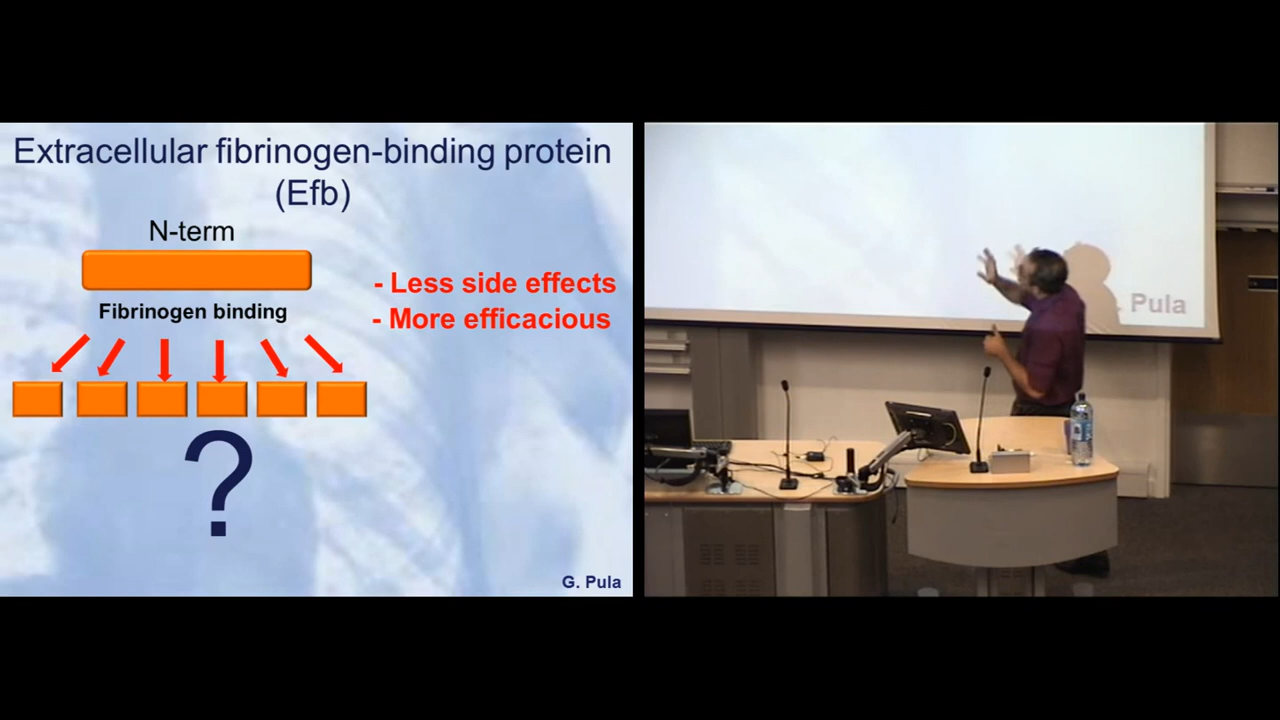 Extracellular fibrinogen-binding protein
(Efb)
N-term
Fibrinogen binding
- Less side effects
- More efficacious
?
G. Pula
Pula